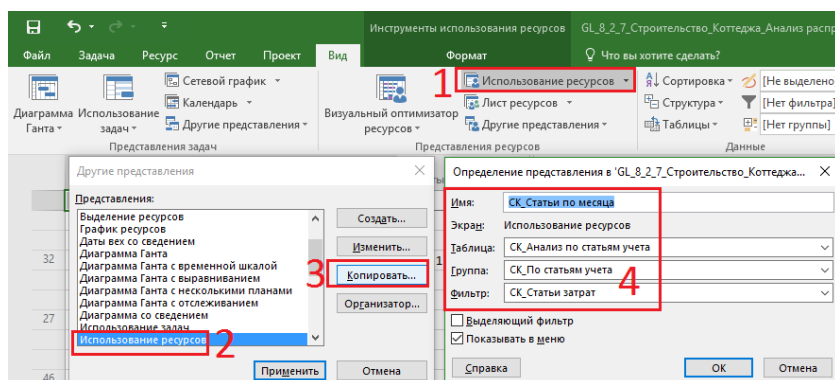 Инструменты использования ресурсов GL_8_2_7_Строительство_Коттеджа_Анализ распр
Файл Задача Ресурс Отчет Проект Вид Формат Что вы хотите сделать?
1
Диаграмма Ганта
Использование задач
Сетевой график
Календарь
Другие представления
Представления задач
Визуальный оптимизатор ресурсов
Использование ресурсов
Лист ресурсов
Другие представления
Представления ресурсов
Сортировка
Структура
Таблицы
[Не выделено
[Нет фильтра]
[Нет группы]
Данные
32
27
46
Другие представления
Представления:
Выделение ресурсов
График ресурсов
Даты вех со сведением
Диаграмма Ганта
Диаграмма Ганта с временной шкалой
Диаграмма Ганта с выравниванием
Диаграмма Ганта с несколькими планами
Диаграмма Ганта с отслеживанием
Диаграмма со сведением
Использование задач
Использование ресурсов
2
Создать...
Изменить...
3
Копировать...
Организатор...
Применить
Отмена
1
Определение представления в 'GL_8_2_7_Строительство_Коттеджа...
Имя: СК_Статьи по месяца
Экран: Использование ресурсов
Таблица: СК_Анализ по статьям учета
Группа: СК_По статьям учета
Фильтр: СК_Статьи затрат
4
Выделяющий фильтр
Показывать в меню
Справка
ОК
Отмена